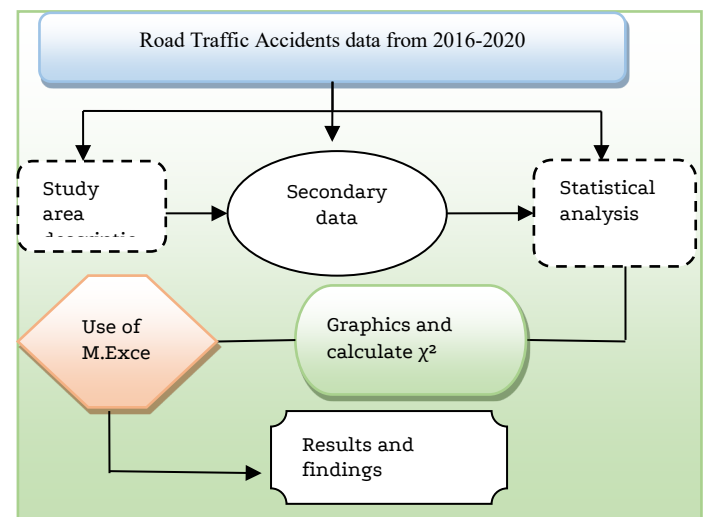 Road Traffic Accidents data from 2016-2020
Study
area
Secondary
data
Statistical
analysis
Use of
M.Exce
Graphics and
calculate χ²
Results and
findings